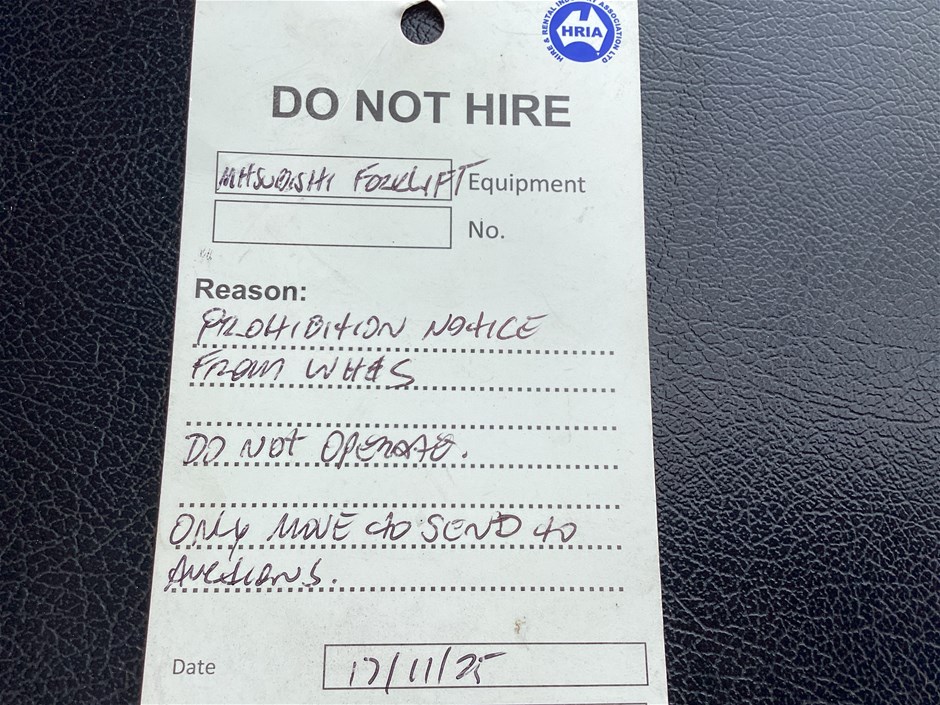 HIRE & RENTAL INDUSTRY ASSOCIATION LTD
HRIA
DO NOT HIRE
MITSUBISHI FORKLIFT Equipment
No.
Reason:
PROHIBITION NOTICE
FROM WH&S
DO NOT OPERATE.
ONLY MOVE TO SEND TO
AUCTIONS.
Date 17/11/25